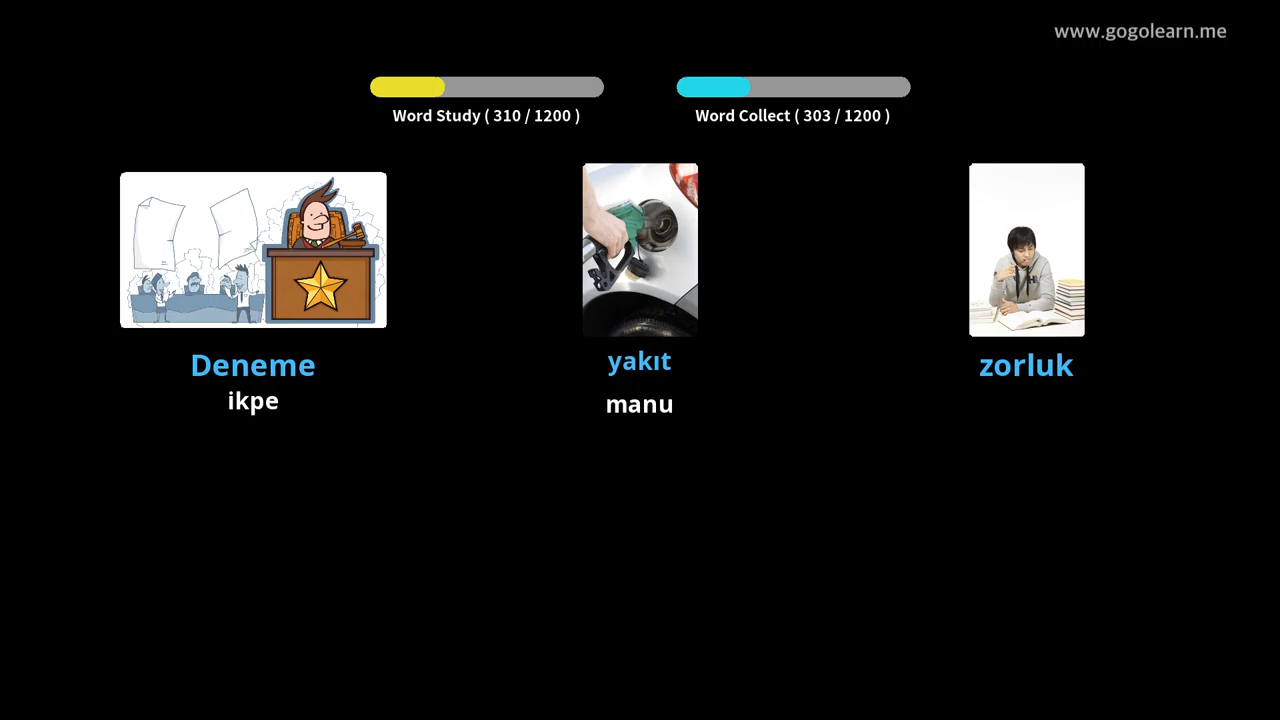 www.gogolearn.me
Word Study ( 310 / 1200 )
Word Collect ( 303 / 1200 )
Deneme
ikpe
yakıt
manu
zorluk